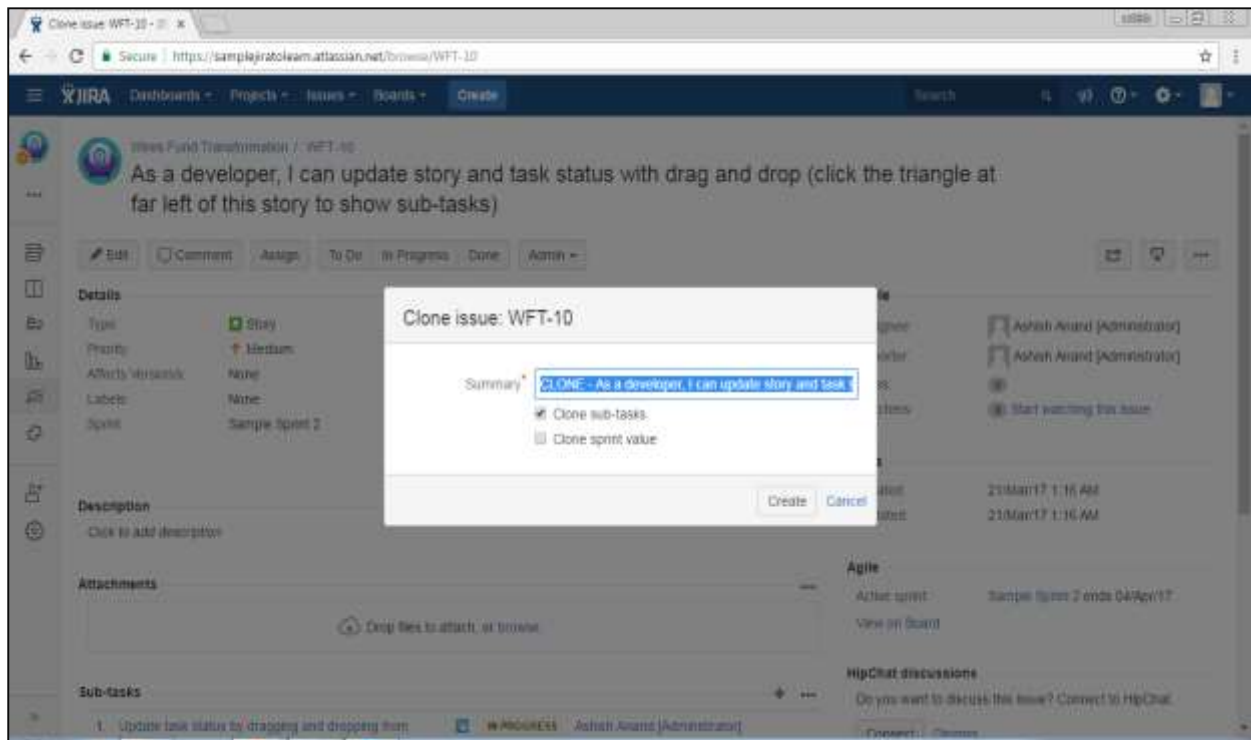 Clone issue: WFT-10 -
Secure https://samplejiratolearn.atlassian.net/browse/WFT-10
JIRA Dashboards Projects Issues Boards Create Search
Wires Fund Transformation / WFT-10
As a developer, I can update story and task status with drag and drop (click the triangle at
far left of this story to show sub-tasks)
Edit Comment Assign To Do In Progress Done Admin
Details
Type: Story
Priority: Medium
Affects Version/s: None
Labels: None
Sprint: Sample Sprint 2
Clone issue: WFT-10
Summary* CLONE - As a developer, I can update story and task
Clone sub-tasks
Clone sprint value
Create Cancel
Ashish Anand [Administrator]
Ashish Anand [Administrator]
Start watching this issue
21/Mar/17 1:16 AM
21/Mar/17 1:16 AM
Description
Click to add description
Attachments
Drop files to attach, or browse.
Agile
Active sprint: Sample Sprint 2 ends 04/Apr/17
View on Board
HipChat discussions
Do you want to discuss this issue? Connect to HipChat.
Connect Dismiss
Sub-tasks
1. Update task status by dragging and dropping from IN PROGRESS Ashish Anand [Administrator]